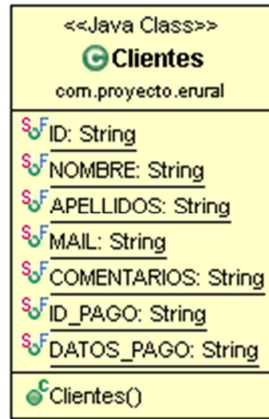 <<Java Class>>
Clientes
com.proyecto.erural
ID: String
NOMBRE: String
APELLIDOS: String
MAIL: String
COMENTARIOS: String
ID_PAGO: String
DATOS_PAGO: String
Clientes()